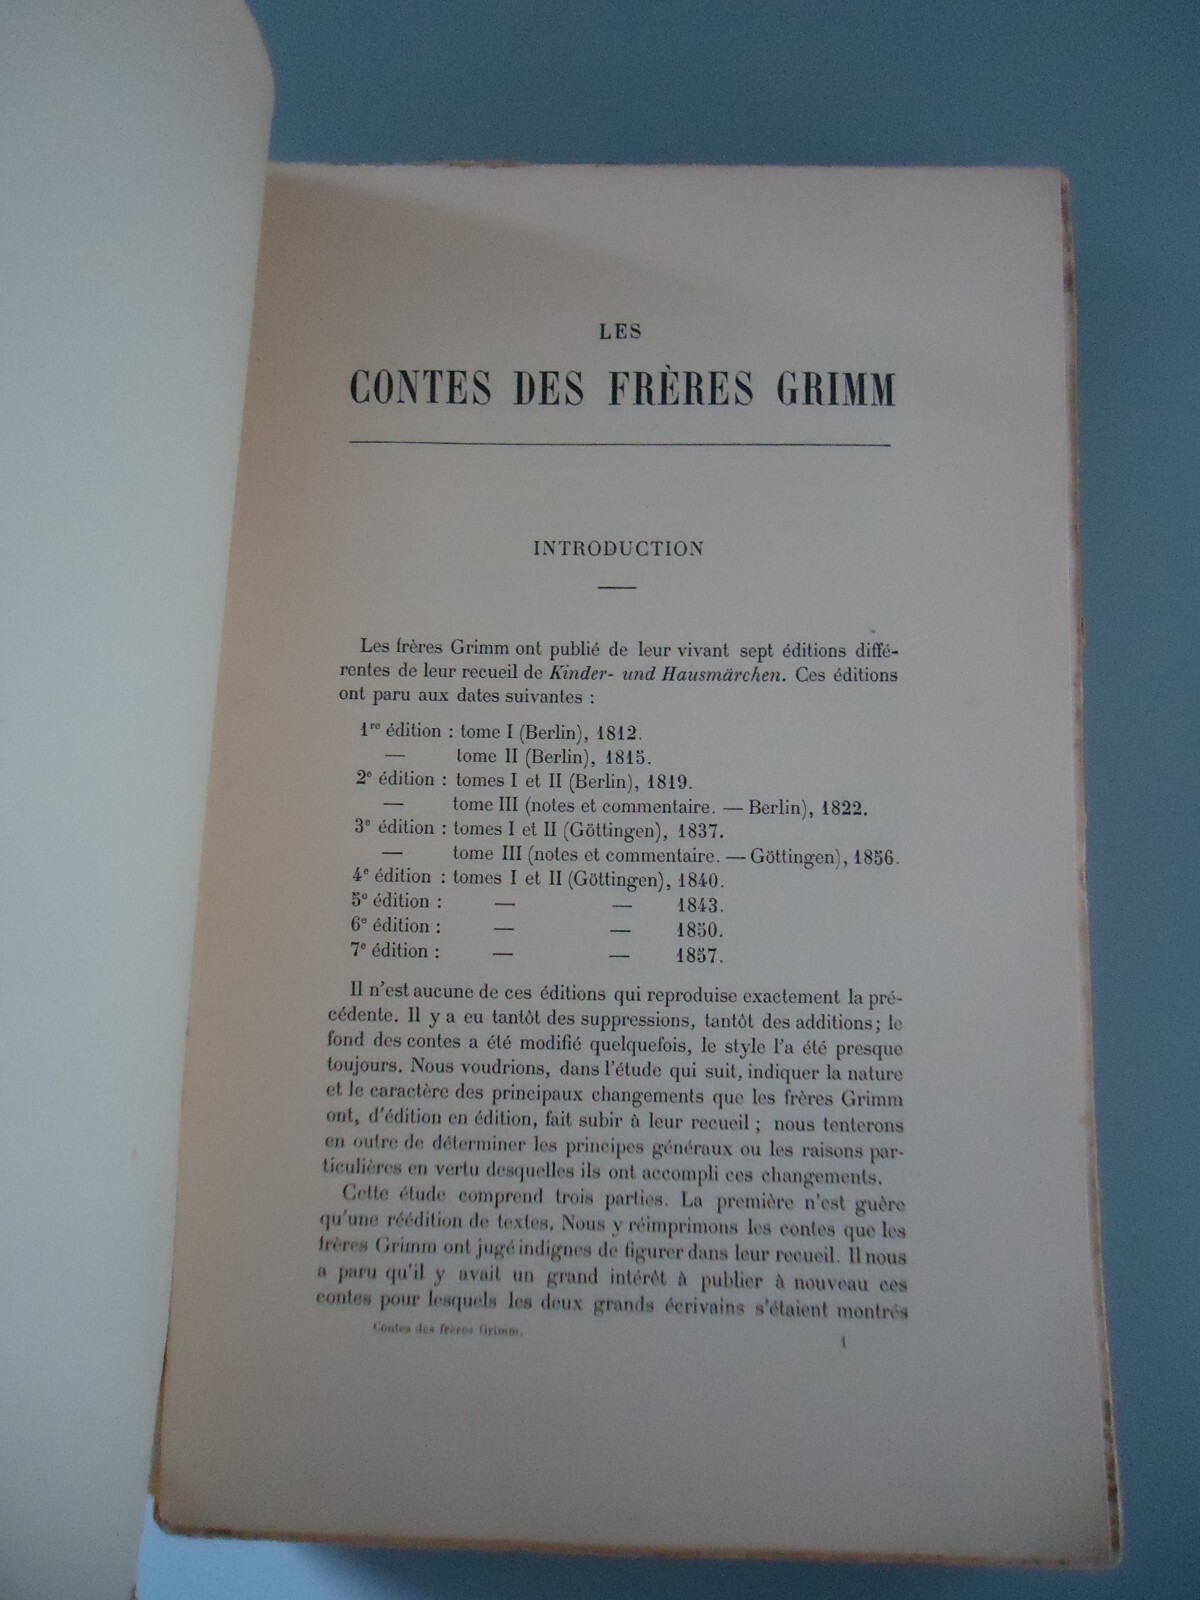 LES
CONTES DES FRÈRES GRIMM
INTRODUCTION
Les frères Grimm ont publié de leur vivant sept éditions diffé-
rentes de leur recueil de Kinder- und Hausmärchen. Ces éditions
ont paru aux dates suivantes :
1re édition : tome I (Berlin), 1812.
— tome II (Berlin), 1815.
2e édition : tomes I et II (Berlin), 1819.
— tome III (notes et commentaire. — Berlin), 1822.
3e édition : tomes I et II (Göttingen), 1837.
— tome III (notes et commentaire. — Göttingen), 1856.
4e édition : tomes I et II (Göttingen), 1840.
5e édition : — — 1843.
6e édition : — — 1850.
7e édition : — — 1857.
Il n'est aucune de ces éditions qui reproduise exactement la pré-
cédente. Il y a eu tantôt des suppressions, tantôt des additions; le
fond des contes a été modifié quelquefois, le style l'a été presque
toujours. Nous voudrions, dans l'étude qui suit, indiquer la nature
et le caractère des principaux changements que les frères Grimm
ont, d'édition en édition, fait subir à leur recueil ; nous tenterons
en outre de déterminer les principes généraux ou les raisons par-
ticulières en vertu desquelles ils ont accompli ces changements.
Cette étude comprend trois parties. La première n'est guère
qu'une réédition de textes. Nous y réimprimons les contes que les
frères Grimm ont jugé indignes de figurer dans leur recueil. Il nous
a paru qu'il y avait un grand intérêt à publier à nouveau ces
contes pour lesquels les deux grands écrivains s'étaient montrés
Contes des frères Grimm. 1